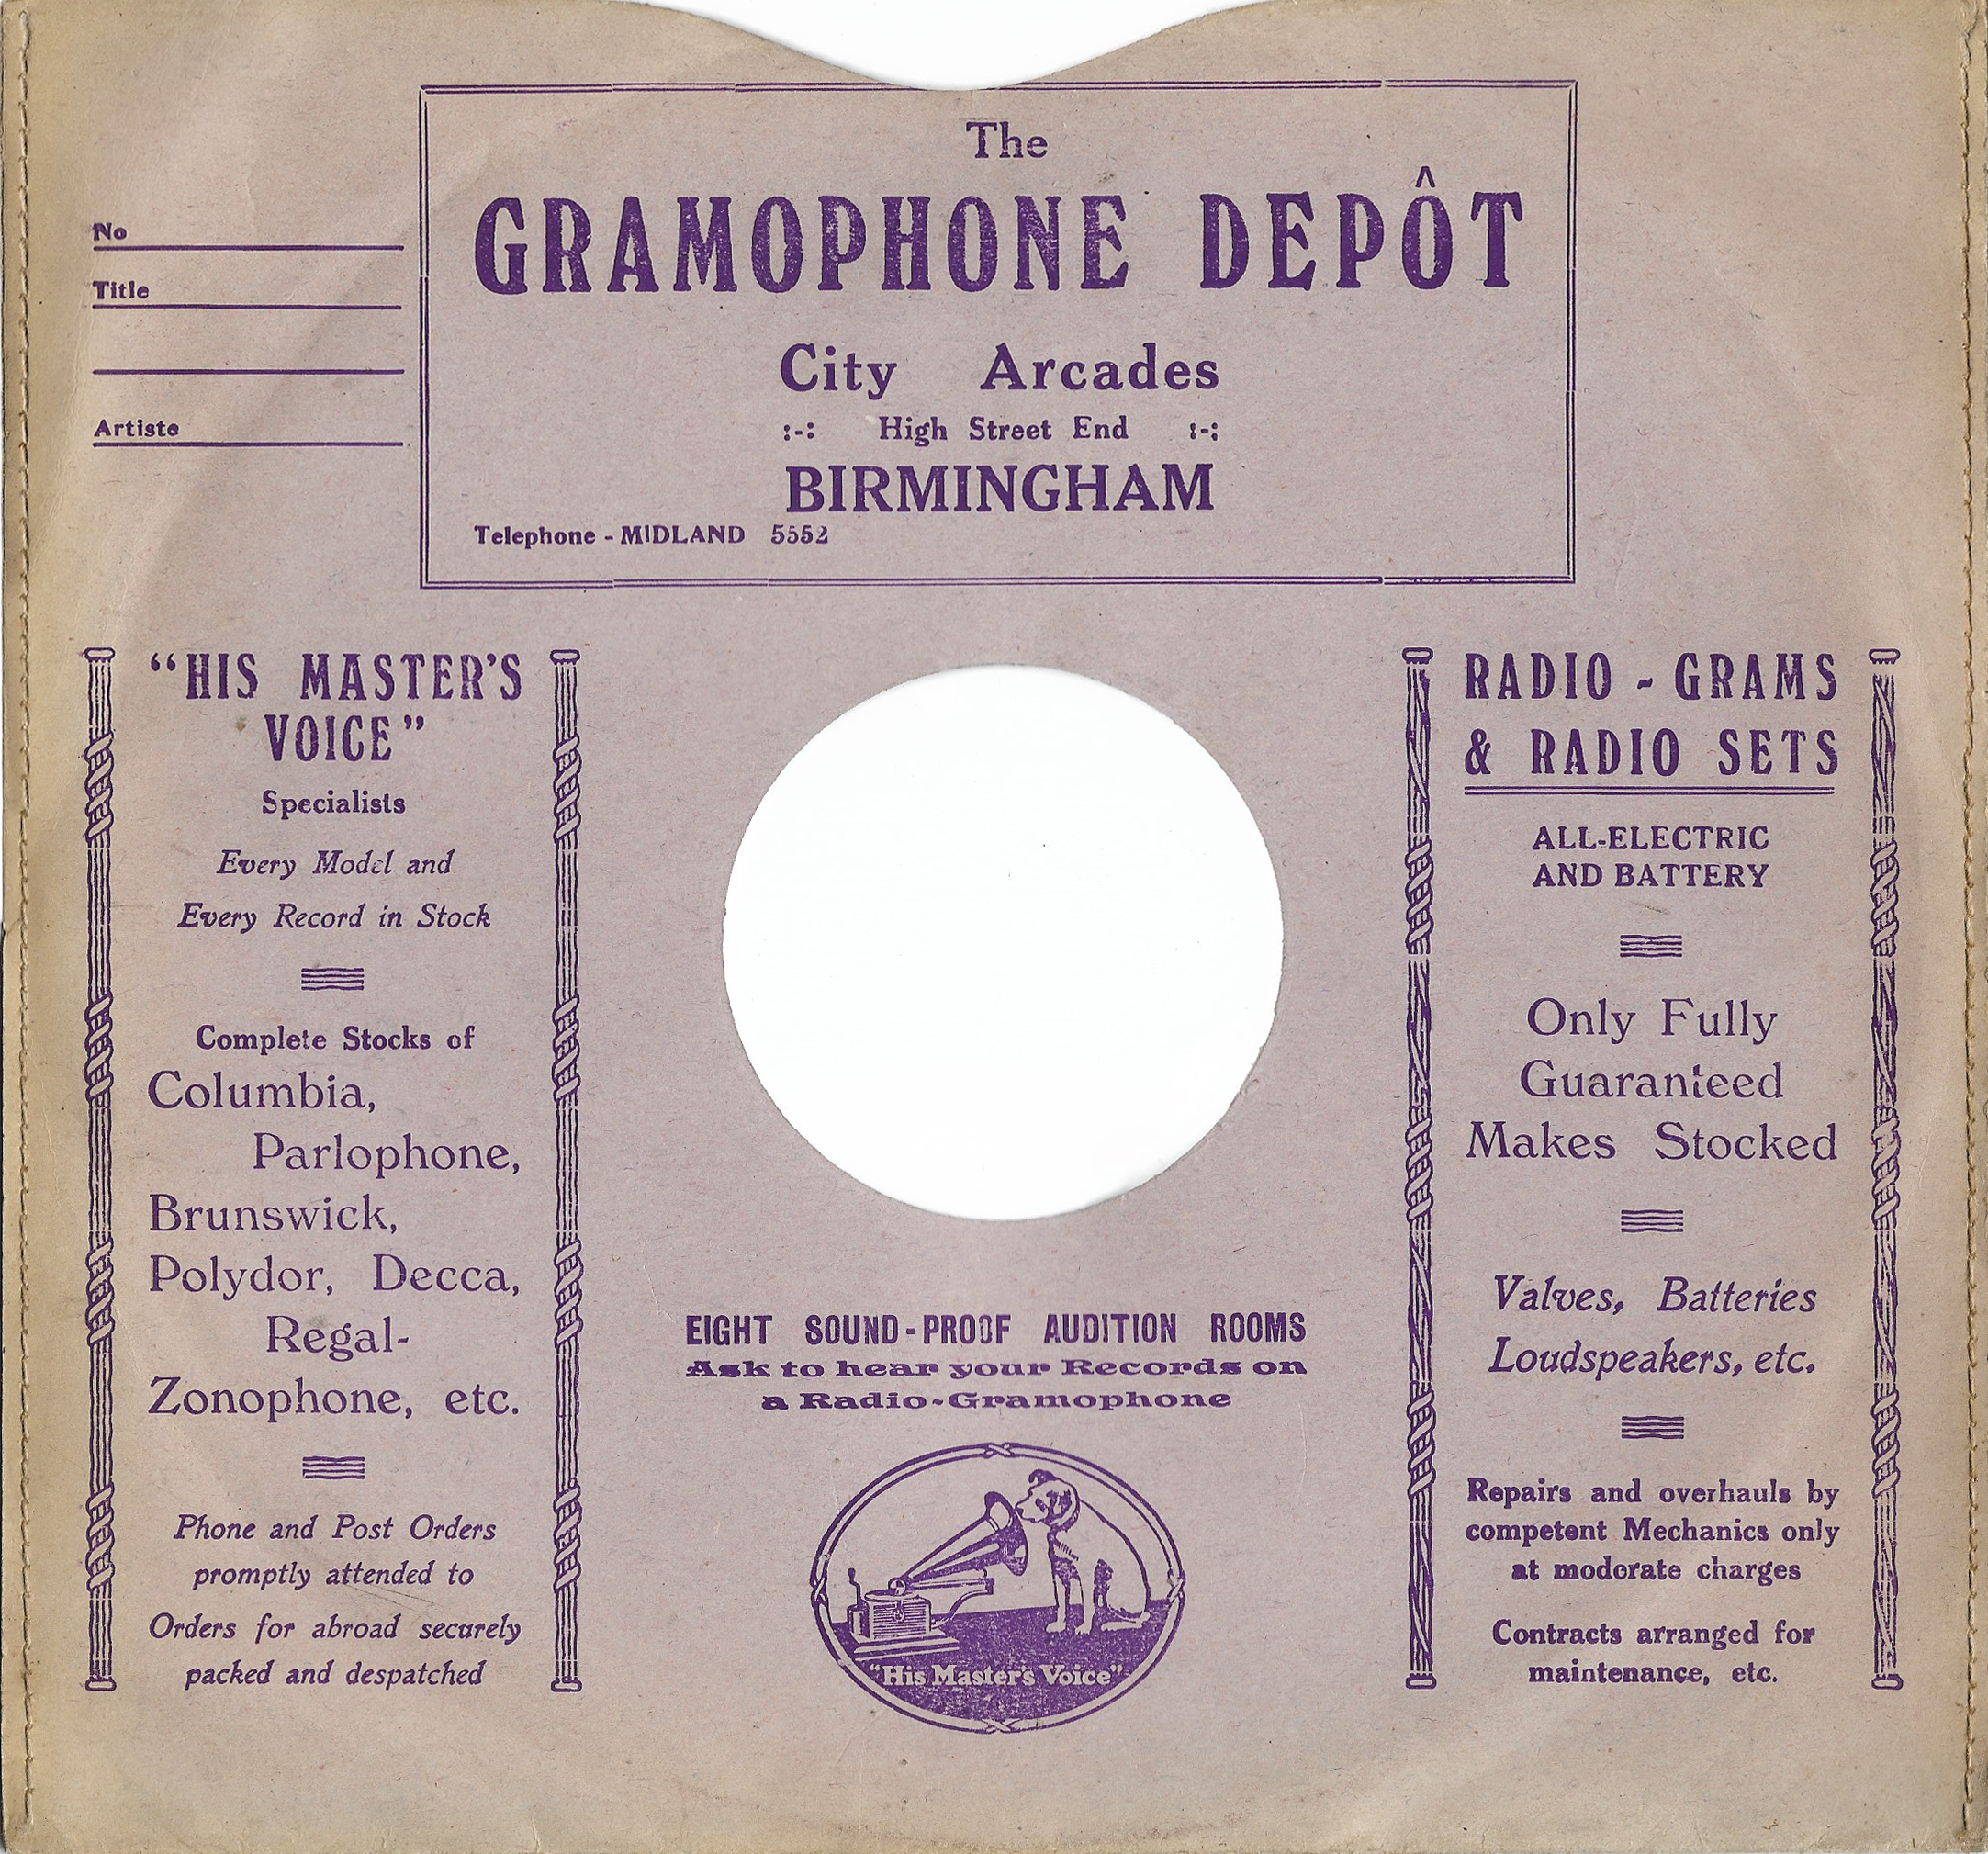 The
GRAMOPHONE DEPÔT
City Arcades
:-: High Street End :-:
BIRMINGHAM
Telephone - MIDLAND 5552
No
Title
Artiste
"HIS MASTER'S
VOICE"
Specialists
Every Model and
Every Record in Stock
Complete Stocks of
Columbia,
Parlophone,
Brunswick,
Polydor, Decca,
Regal-
Zonophone, etc.
Phone and Post Orders
promptly attended to
Orders for abroad securely
packed and despatched
EIGHT SOUND-PROOF AUDITION ROOMS
Ask to hear your Records on
a Radio-Gramophone
"His Master's Voice"
RADIO - GRAMS
& RADIO SETS
ALL-ELECTRIC
AND BATTERY
Only Fully
Guaranteed
Makes Stocked
Valves, Batteries
Loudspeakers, etc.
Repairs and overhauls by
competent Mechanics only
at moderate charges
Contracts arranged for
maintenance, etc.